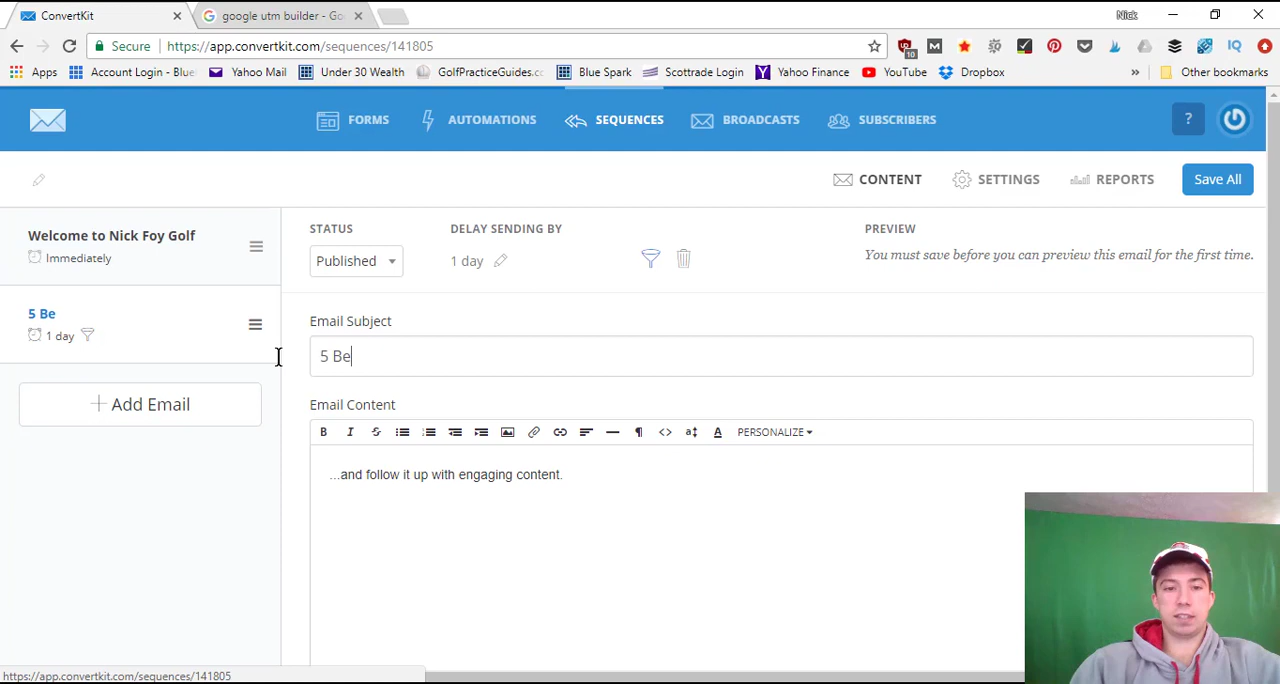 ConvertKit
google utm builder - Go
Nick
Secure https://app.convertkit.com/sequences/141805
Apps Account Login - Blue Yahoo Mail Under 30 Wealth GolfPracticeGuides.cc Blue Spark Scottrade Login Yahoo Finance YouTube Dropbox » Other bookmarks
FORMS AUTOMATIONS SEQUENCES BROADCASTS SUBSCRIBERS ?
CONTENT SETTINGS REPORTS Save All
Welcome to Nick Foy Golf
Immediately
5 Be
1 day
+ Add Email
STATUS DELAY SENDING BY PREVIEW
Published 1 day You must save before you can preview this email for the first time.
Email Subject
5 Be
Email Content
B I S A PERSONALIZE
...and follow it up with engaging content.
https://app.convertkit.com/sequences/141805